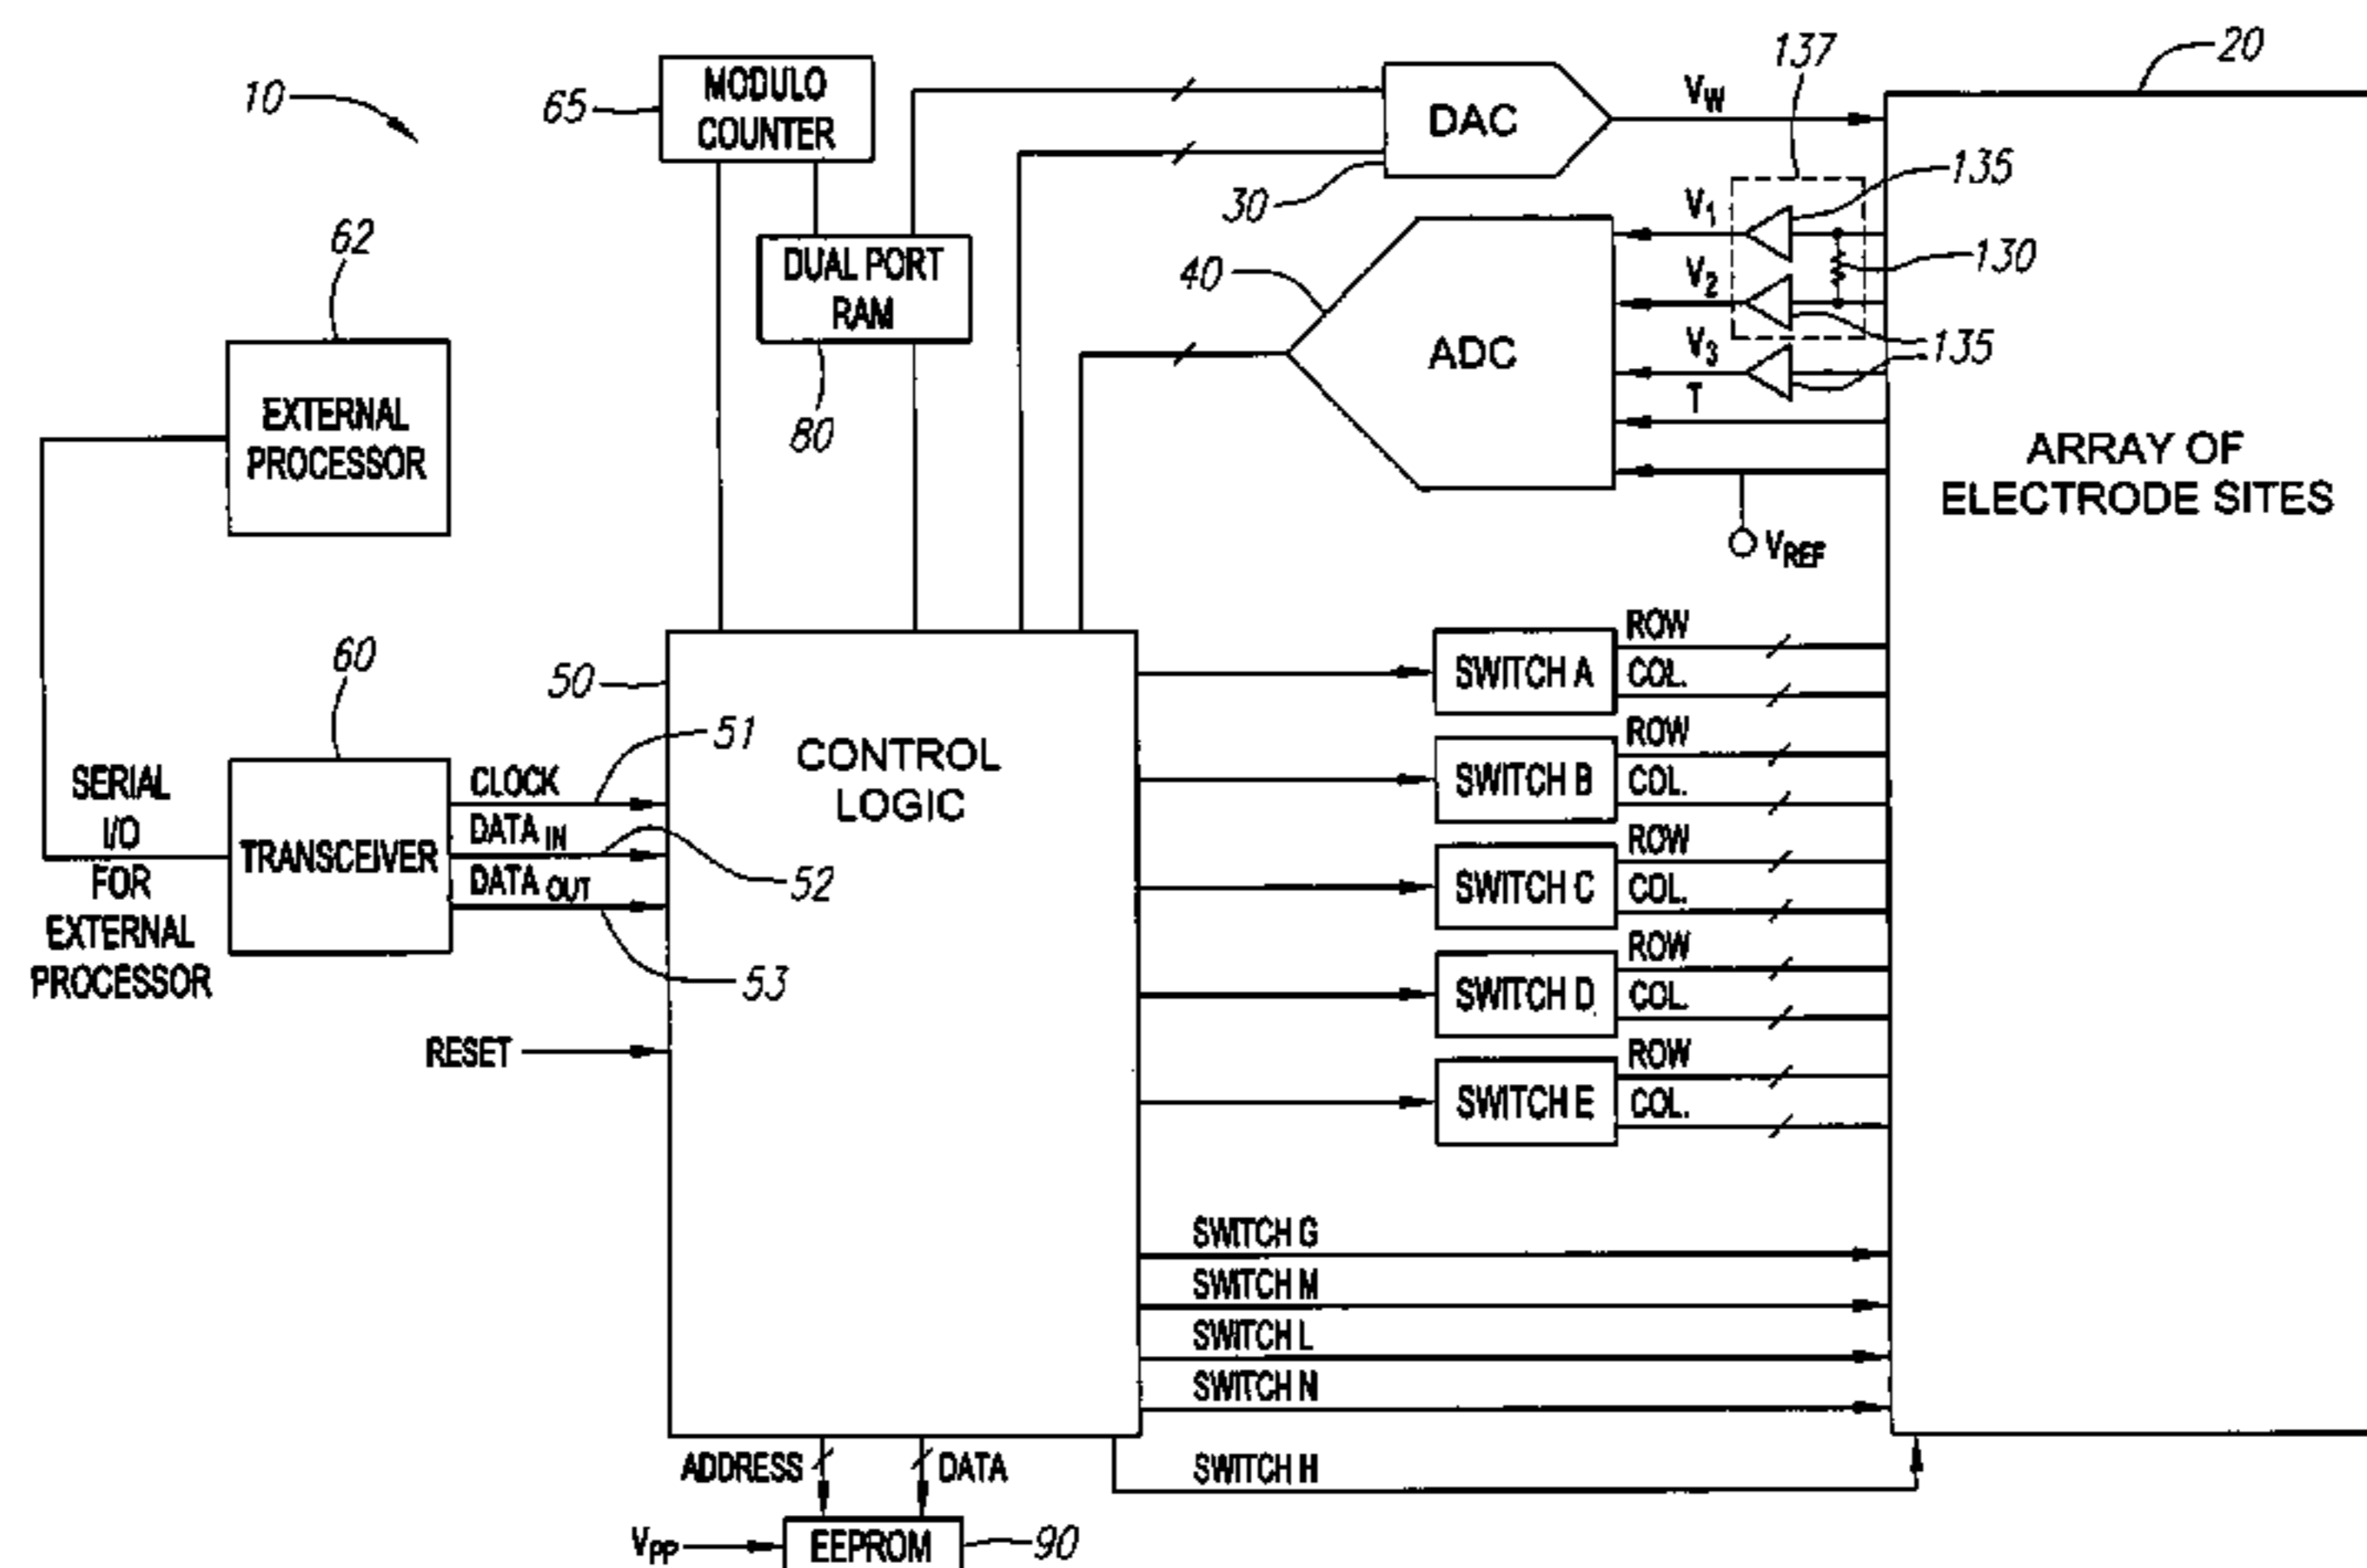 10
MODULO
COUNTER
65
137
20
DAC
V_W
30
135
V_1
DUAL PORT
RAM
80
40
V_2
130
ADC
V_3
135
T
V_REF
ARRAY OF
ELECTRODE SITES
62
EXTERNAL
PROCESSOR
SERIAL
I/O
FOR
EXTERNAL
PROCESSOR
60
TRANSCEIVER
CLOCK
51
DATA IN
52
DATA OUT
53
RESET
50
CONTROL
LOGIC
SWITCH A
ROW
COL.
SWITCH B
ROW
COL.
SWITCH C
ROW
COL.
SWITCH D
ROW
COL.
SWITCH E
ROW
COL.
SWITCH G
SWITCH M
SWITCH L
SWITCH N
SWITCH H
ADDRESS
DATA
V_PP
EEPROM
90